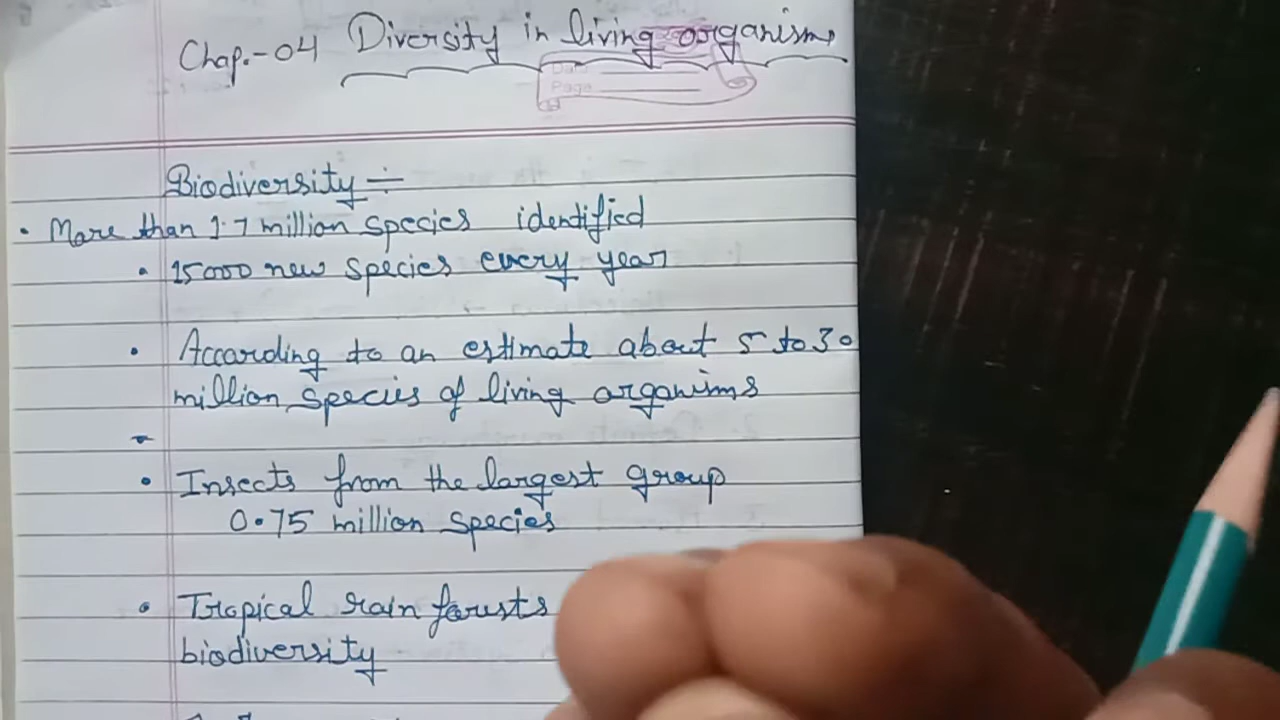 Chap.-04 Diversity in living organisms
Date
Page
Biodiversity ÷
• More than 1.7 million species identified
• 15000 new species every year
• According to an estimate about 5 to 30
million species of living organisms
• Insects from the largest group
0.75 million species
• Tropical rain forests
biodiversity